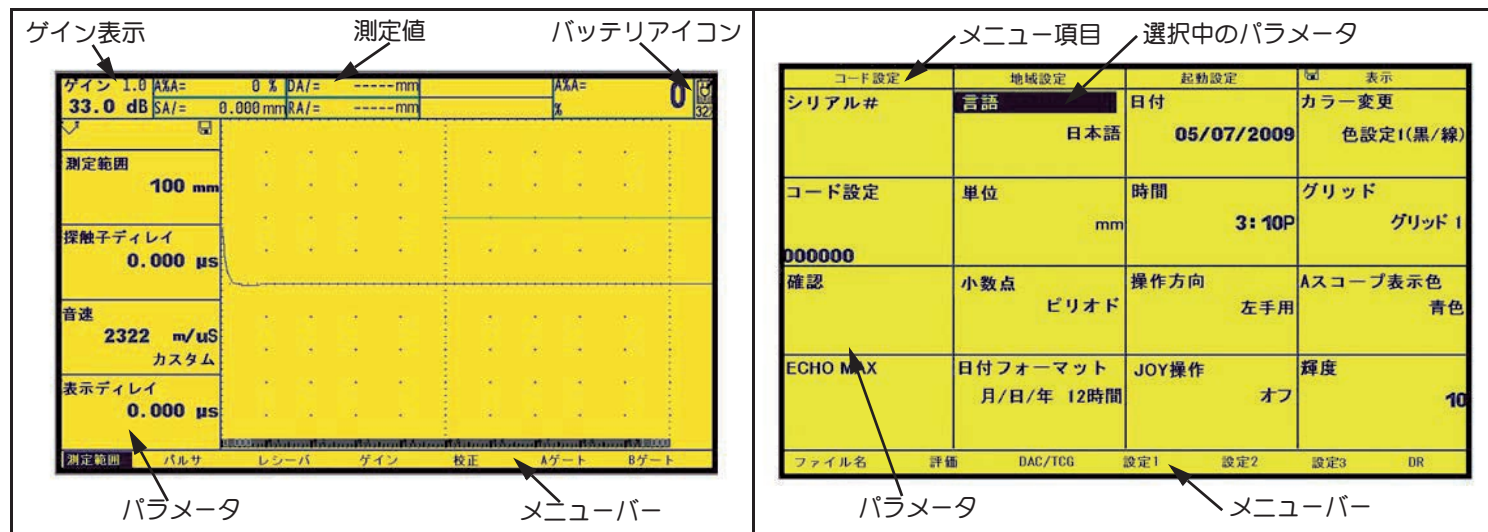 ゲイン表示
測定値
バッテリアイコン
ゲイン 1.0 A%A= 0 % DA/= -----mm A%A= 0
33.0 dB SA/= 0.000 mm RA/= -----mm % 32
測定範囲
100 mm
探触子ディレイ
0.000 µs
音速
2322 m/uS
カスタム
表示ディレイ
0.000 µs
測定範囲 パルサ レシーバ ゲイン 校正 Aゲート Bゲート
パラメータ
メニューバー
メニュー項目
選択中のパラメータ
コード設定 地域設定 起動設定 表示
シリアル# 言語 日付 カラー変更
日本語 05/07/2009 色設定1(黒/線)
コード設定 単位 時間 グリッド
mm 3:10P グリッド 1
000000
確認 小数点 操作方向 Aスコープ表示色
ピリオド 左手用 青色
ECHO MAX 日付フォーマット JOY操作 輝度
月/日/年 12時間 オフ 10
ファイル名 評価 DAC/TCG 設定1 設定2 設定3 DR
パラメータ
メニューバー